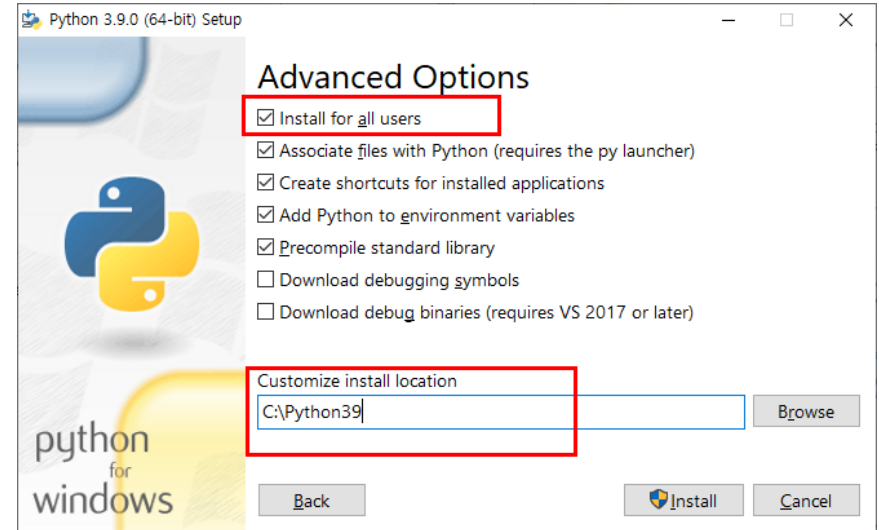 Python 3.9.0 (64-bit) Setup
Advanced Options
Install for all users
Associate files with Python (requires the py launcher)
Create shortcuts for installed applications
Add Python to environment variables
Precompile standard library
Download debugging symbols
Download debug binaries (requires VS 2017 or later)
Customize install location
C:\Python39
Browse
python
for
windows
Back
Install
Cancel